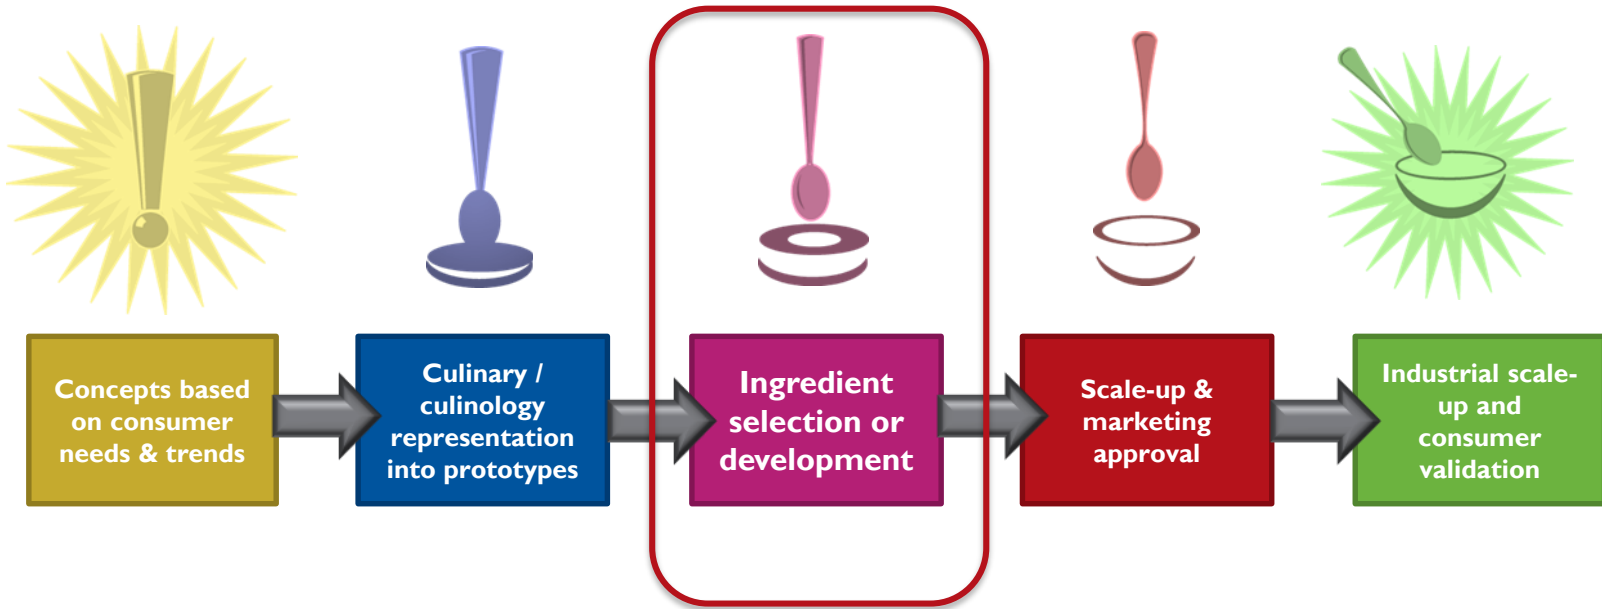 Concepts based
on consumer
needs & trends
Culinary /
culinology
representation
into prototypes
Ingredient
selection or
development
Scale-up &
marketing
approval
Industrial scale-
up and
consumer
validation